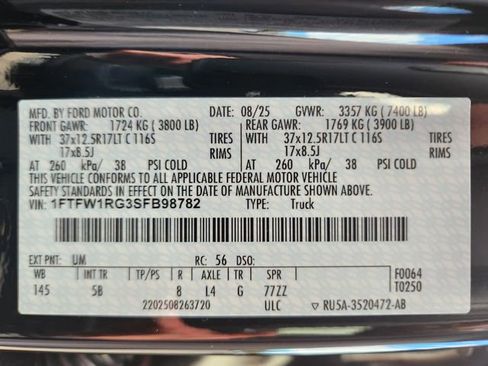 MFD. BY FORD MOTOR CO. DATE: 08/25 GVWR: 3357 KG ( 7400 LB)
FRONT GAWR: 1724 KG ( 3800 LB) REAR GAWR: 1769 KG ( 3900 LB)
WITH 37x12.5R17LT C 116S TIRES WITH 37x12.5R17LT C 116S TIRES
17x8.5J RIMS 17x8.5J RIMS
AT 260 kPa/ 38 PSI COLD AT 260 kPa/ 38 PSI COLD
THIS VEHICLE CONFORMS TO ALL APPLICABLE FEDERAL MOTOR VEHICLE
SAFETY STANDARDS IN EFFECT ON THE DATE OF MANUFACTURE SHOWN ABOVE.
VIN: 1FTFW1RG3SFB98782 TYPE: Truck
EXT PNT: UM RC: 56 DSO:
WB INT TR TP/PS R AXLE TR SPR F0064
145 5B 8 L4 G 77ZZ T0250
2202508263720 ULC RU5A-3520472-AB